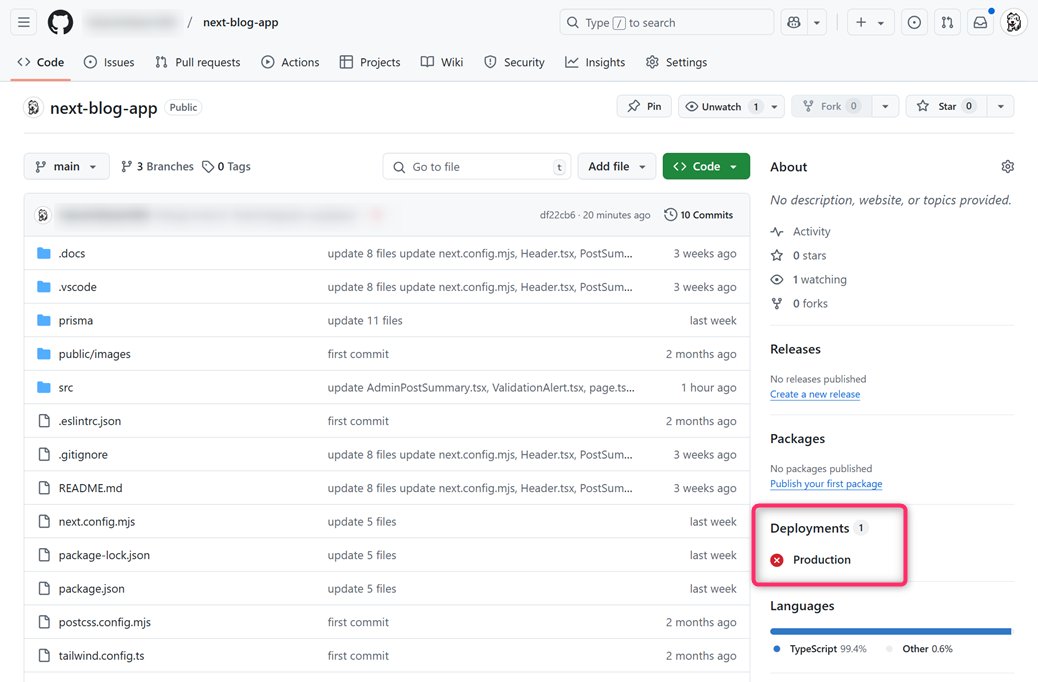 / next-blog-app
Type / to search
Code Issues Pull requests Actions Projects Wiki Security Insights Settings
next-blog-app Public
Pin Unwatch 1 Fork 0 Star 0
main 3 Branches 0 Tags Go to file t Add file Code
df22cb6 · 20 minutes ago 10 Commits
.docs update 8 files update next.config.mjs, Header.tsx, PostSum... 3 weeks ago
.vscode update 8 files update next.config.mjs, Header.tsx, PostSum... 3 weeks ago
prisma update 11 files last week
public/images first commit 2 months ago
src update AdminPostSummary.tsx, ValidationAlert.tsx, page.ts... 1 hour ago
.eslintrc.json first commit 2 months ago
.gitignore update 8 files update next.config.mjs, Header.tsx, PostSum... 3 weeks ago
README.md update 8 files update next.config.mjs, Header.tsx, PostSum... 3 weeks ago
next.config.mjs update 5 files last week
package-lock.json update 5 files last week
package.json update 5 files last week
postcss.config.mjs first commit 2 months ago
tailwind.config.ts first commit 2 months ago
About
No description, website, or topics provided.
Activity
0 stars
1 watching
0 forks
Releases
No releases published
Create a new release
Packages
No packages published
Publish your first package
Deployments 1
Production
Languages
TypeScript 99.4% Other 0.6%